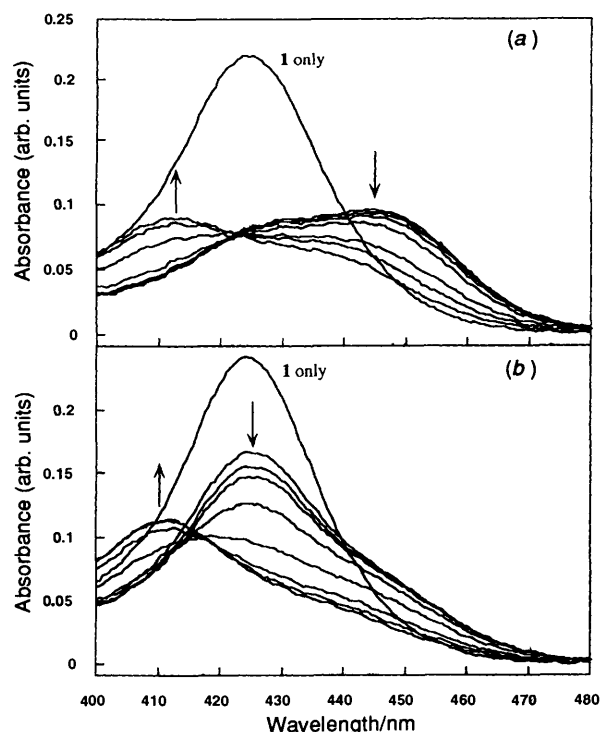 0.25
(a)
1 only
0.2
0.15
0.1
0.05
0
Absorbance (arb. units)
(b)
1 only
0.2
0.15
0.1
0.05
0
Absorbance (arb. units)
400 410 420 430 440 450 460 470 480
Wavelength/nm